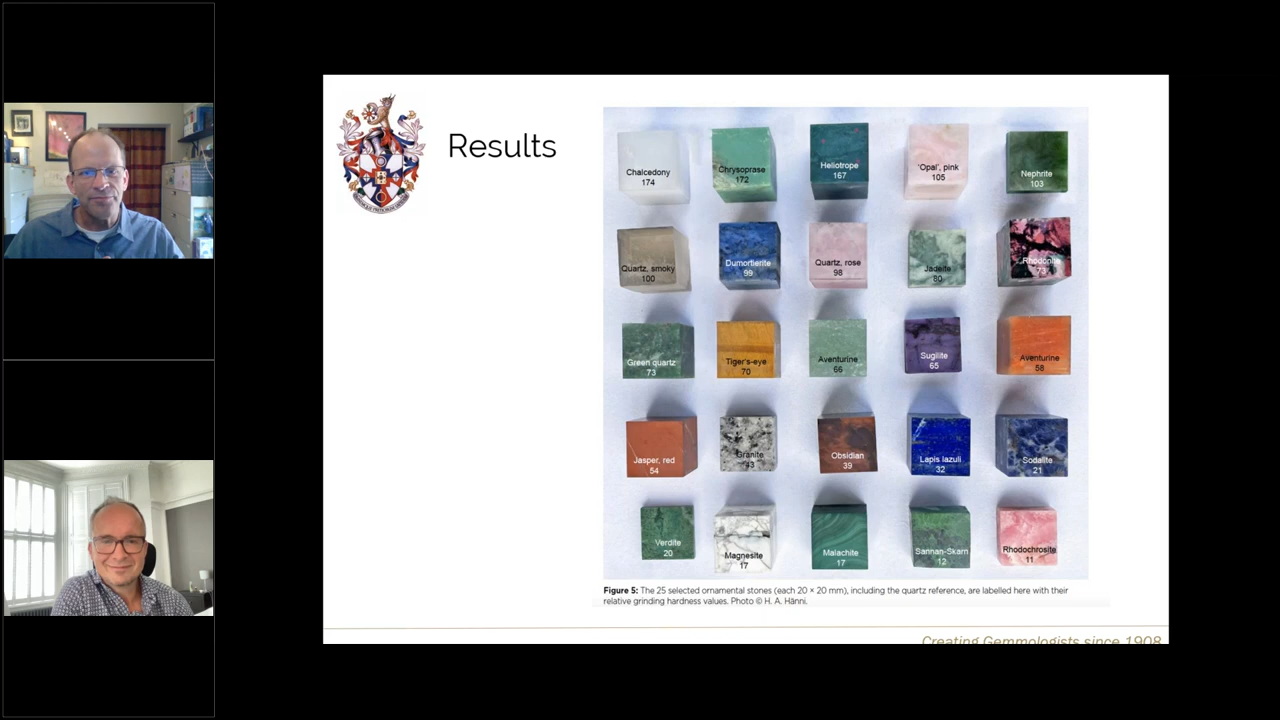 Results
Chalcedony
174
Chrysoprase
172
Heliotrope
167
'Opal', pink
105
Nephrite
103
Quartz, smoky
100
Dumortierite
99
Quartz, rose
98
Jadeite
80
Rhodonite
73
Green quartz
73
Tiger's-eye
70
Aventurine
66
Sugilite
65
Aventurine
58
Jasper, red
54
Granite
43
Obsidian
39
Lapis lazuli
32
Sodalite
21
Verdite
20
Magnesite
17
Malachite
17
Sannan-Skarn
12
Rhodochrosite
11
Figure 5: The 25 selected ornamental stones (each 20 × 20 mm), including the quartz reference, are labelled here with their
relative grinding hardness values. Photo © H. A. Hänni.
Creating Gemmologists since 1908